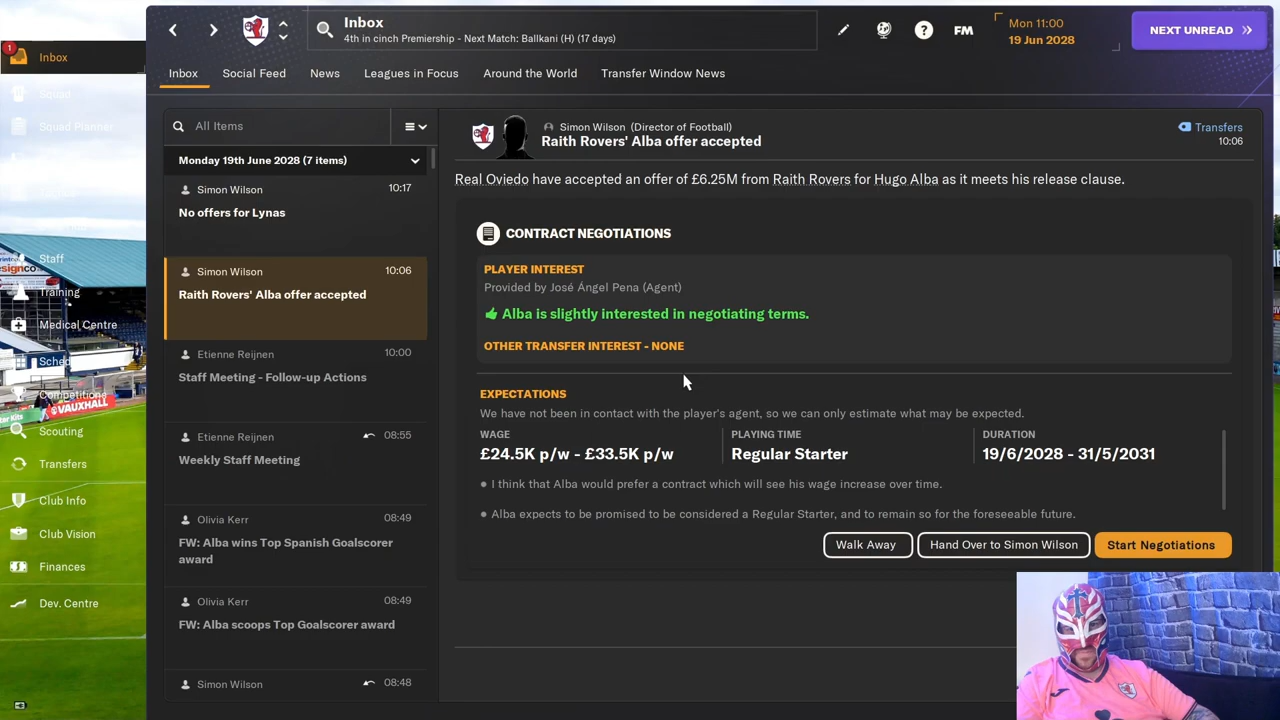 Inbox
4th in cinch Premiership - Next Match: Ballkani (H) (17 days)
FM
Mon 11:00
19 Jun 2028
NEXT UNREAD
1
Inbox
Squad
Squad Planner
Staff
Training
Medical Centre
Sched
Competitions
Scouting
Transfers
Club Info
Club Vision
Finances
Dev. Centre
VAUXHALL
Inbox
Social Feed
News
Leagues in Focus
Around the World
Transfer Window News
All Items
Monday 19th June 2028 (7 items)
Simon Wilson
10:17
No offers for Lynas
Simon Wilson
10:06
Raith Rovers' Alba offer accepted
Etienne Reijnen
10:00
Staff Meeting - Follow-up Actions
Etienne Reijnen
08:55
Weekly Staff Meeting
Olivia Kerr
08:49
FW: Alba wins Top Spanish Goalscorer
award
Olivia Kerr
08:49
FW: Alba scoops Top Goalscorer award
Simon Wilson
08:48
Simon Wilson (Director of Football)
Raith Rovers' Alba offer accepted
Transfers
10:06
Real Oviedo have accepted an offer of £6.25M from Raith Rovers for Hugo Alba as it meets his release clause.
CONTRACT NEGOTIATIONS
PLAYER INTEREST
Provided by José Ángel Pena (Agent)
Alba is slightly interested in negotiating terms.
OTHER TRANSFER INTEREST - NONE
EXPECTATIONS
We have not been in contact with the player's agent, so we can only estimate what may be expected.
WAGE
£24.5K p/w - £33.5K p/w
PLAYING TIME
Regular Starter
DURATION
19/6/2028 - 31/5/2031
● I think that Alba would prefer a contract which will see his wage increase over time.
● Alba expects to be promised to be considered a Regular Starter, and to remain so for the foreseeable future.
Walk Away
Hand Over to Simon Wilson
Start Negotiations